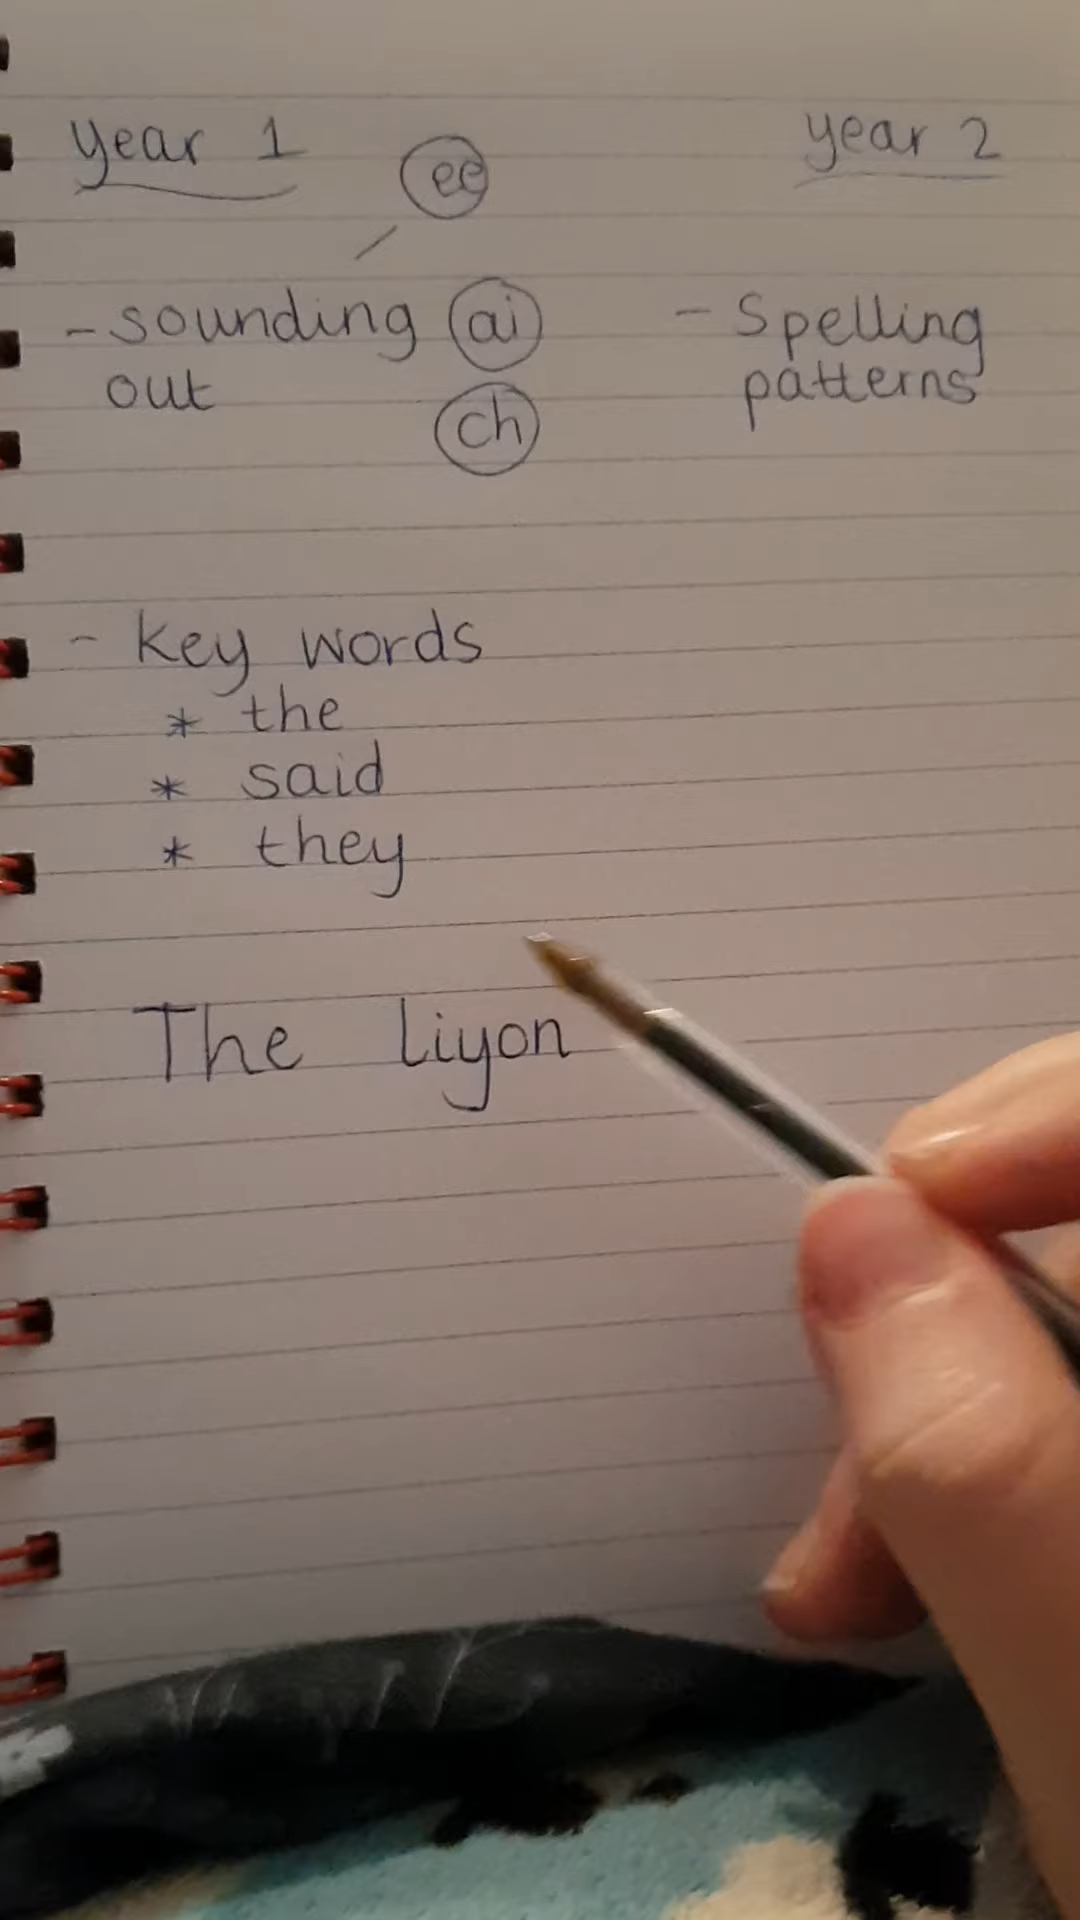 year 1
ee
year 2
- sounding ai
out
ch
- Spelling
patterns
- Key words
* the
* said
* they
The liyon